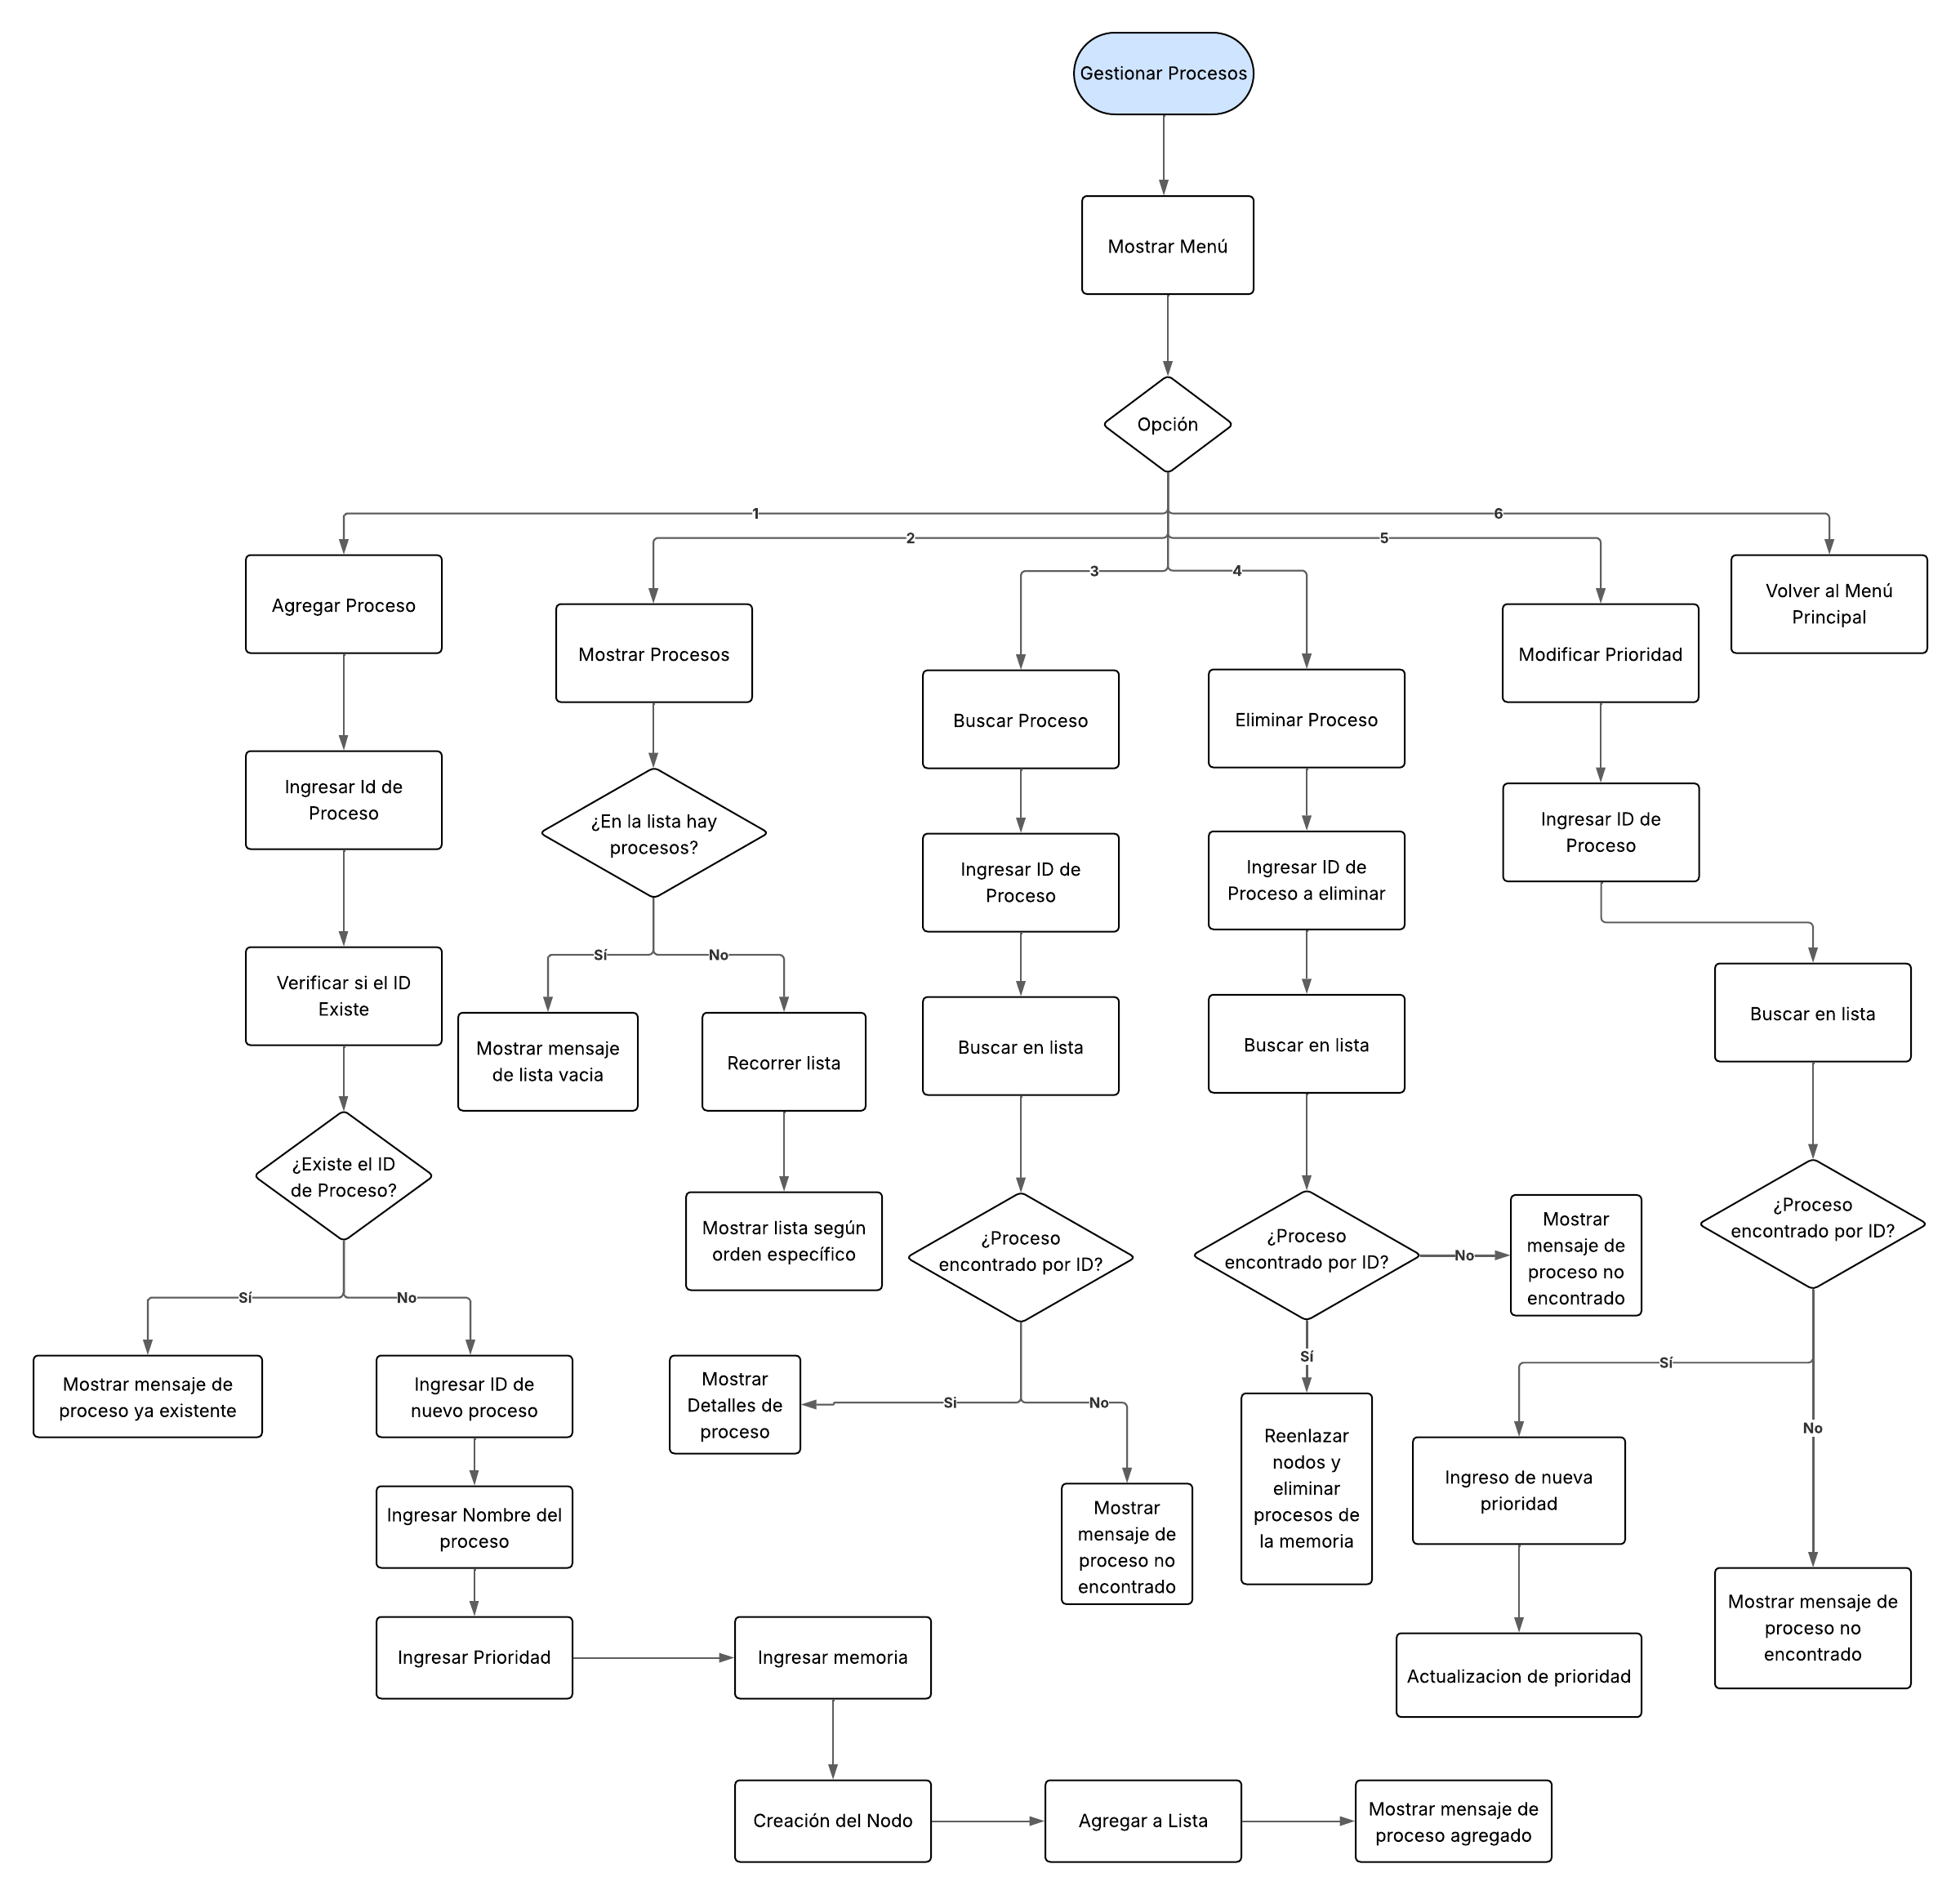 Gestionar Procesos
Mostrar Menú
Opción
1
6
2
5
3
4
Agregar Proceso
Volver al Menú
Principal
Mostrar Procesos
Modificar Prioridad
Buscar Proceso
Eliminar Proceso
Ingresar Id de
Proceso
¿En la lista hay
procesos?
Ingresar ID de
Proceso
Ingresar ID de
Proceso a eliminar
Ingresar ID de
Proceso
Verificar si el ID
Existe
Sí
No
Mostrar mensaje
de lista vacia
Recorrer lista
Buscar en lista
Buscar en lista
Buscar en lista
¿Existe el ID
de Proceso?
Mostrar lista según
orden específico
¿Proceso
encontrado por ID?
¿Proceso
encontrado por ID?
No
Mostrar
mensaje de
proceso no
encontrado
¿Proceso
encontrado por ID?
Sí
No
Mostrar mensaje de
proceso ya existente
Ingresar ID de
nuevo proceso
Mostrar
Detalles de
proceso
Si
No
Sí
Sí
No
Mostrar
mensaje de
proceso no
encontrado
Reenlazar
nodos y
eliminar
procesos de
la memoria
Ingreso de nueva
prioridad
Ingresar Nombre del
proceso
Mostrar mensaje de
proceso no
encontrado
Ingresar Prioridad
Ingresar memoria
Actualizacion de prioridad
Creación del Nodo
Agregar a Lista
Mostrar mensaje de
proceso agregado